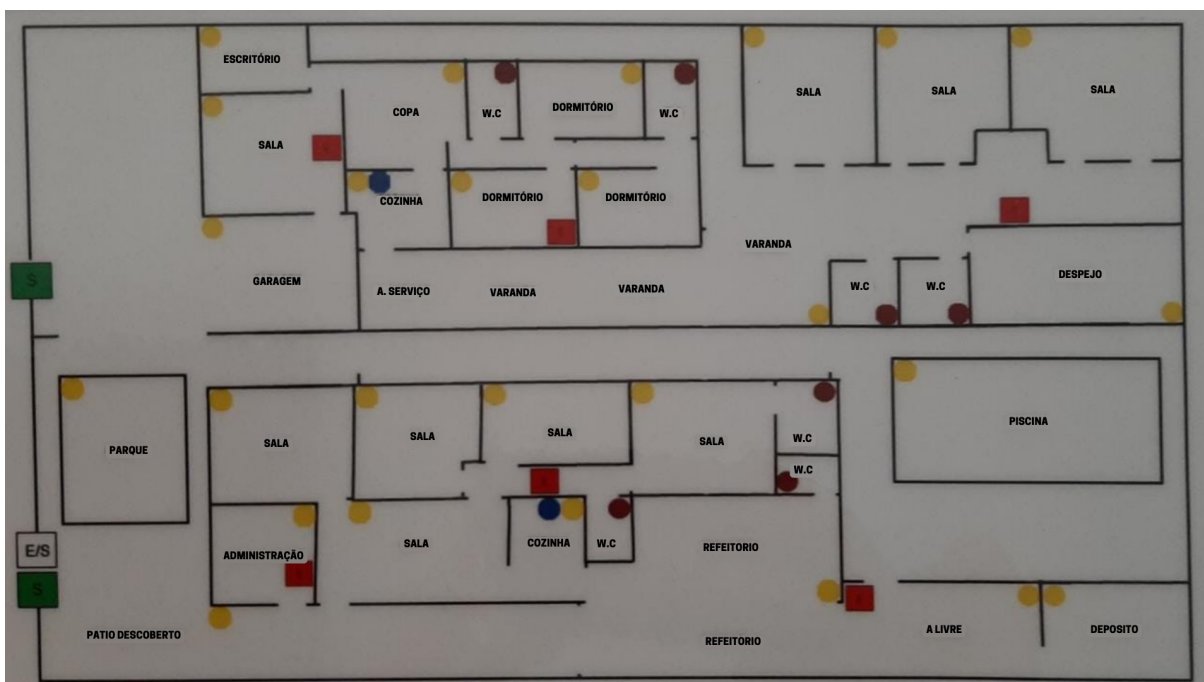 ESCRITÓRIO
COPA
W.C
DORMITÓRIO
W.C
SALA
SALA
SALA
SALA
COZINHA
DORMITÓRIO
DORMITÓRIO
VARANDA
S
GARAGEM
A. SERVIÇO
VARANDA
VARANDA
W.C
W.C
DESPEJO
PARQUE
SALA
SALA
SALA
SALA
W.C
W.C
PISCINA
E/S
ADMINISTRAÇÃO
SALA
COZINHA
W.C
REFEITORIO
S
PATIO DESCOBERTO
REFEITORIO
A LIVRE
DEPOSITO